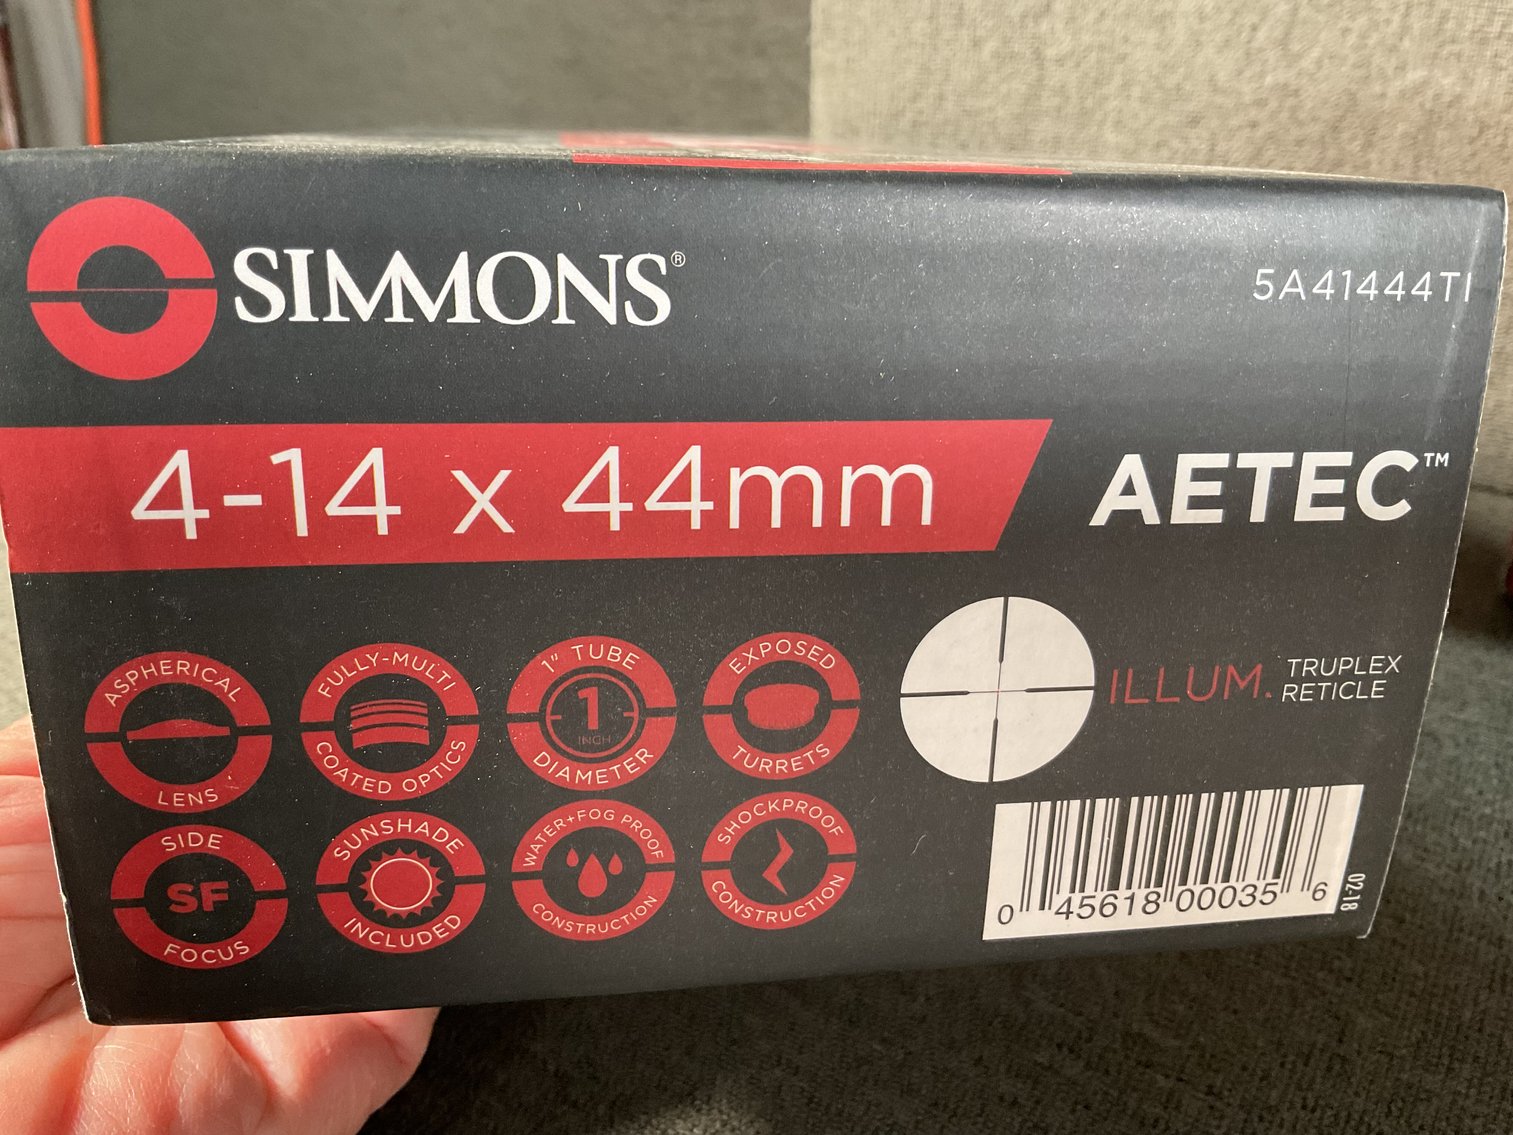 SIMMONS®
5A41444TI
4-14 x 44mm
AETEC™
ASPHERICAL
LENS
FULLY-MULTI
COATED OPTICS
1" TUBE
1
INCH
DIAMETER
EXPOSED
TURRETS
ILLUM.
TRUPLEX
RETICLE
SIDE
SF
FOCUS
SUNSHADE
INCLUDED
WATER+FOG PROOF
CONSTRUCTION
SHOCKPROOF
CONSTRUCTION
0 45618 00035 6
02-18